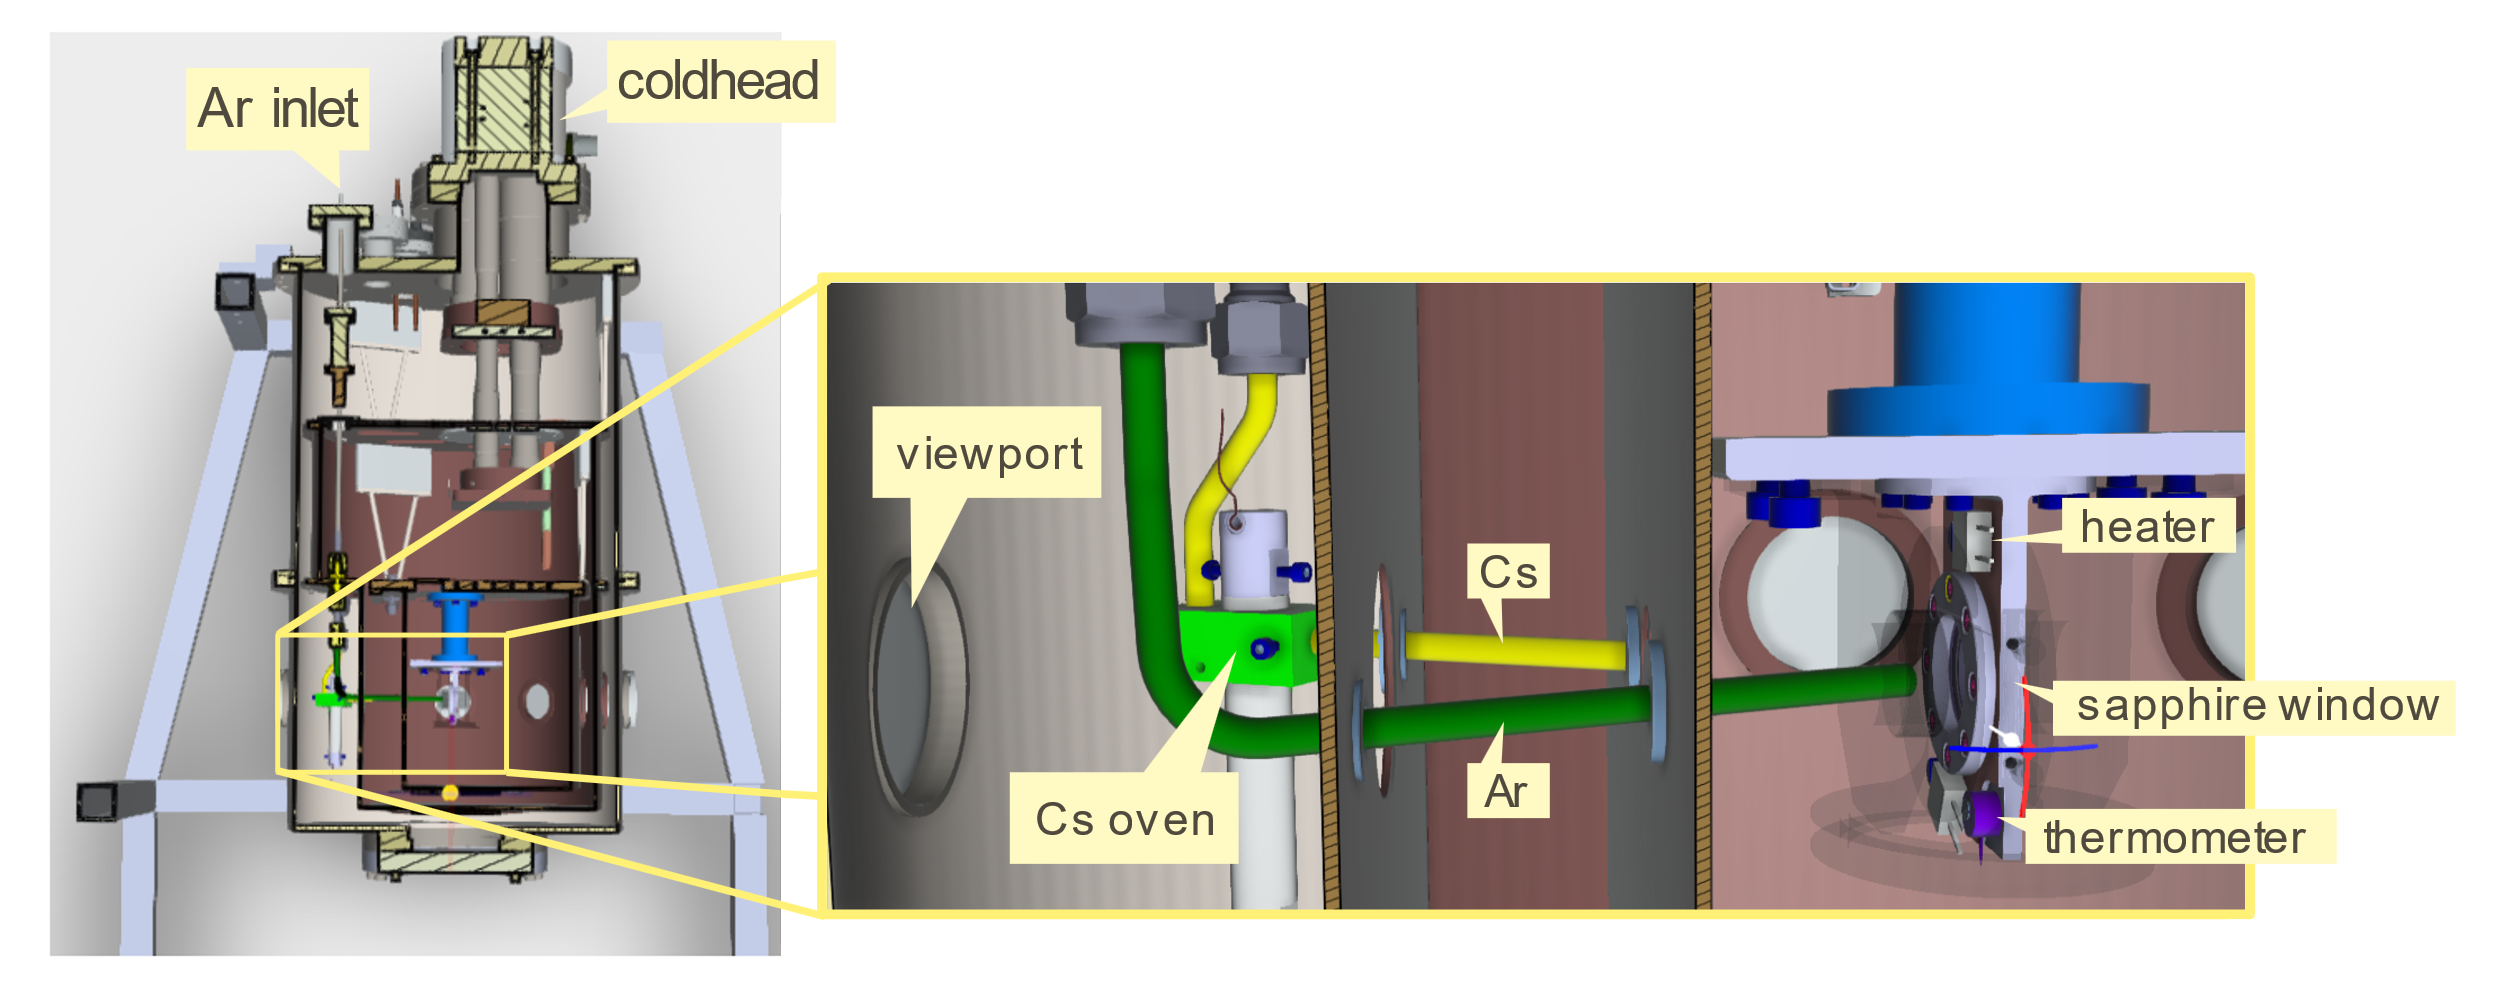 Ar inlet
coldhead
viewport
Cs
heater
sapphire window
Ar
Cs oven
thermometer